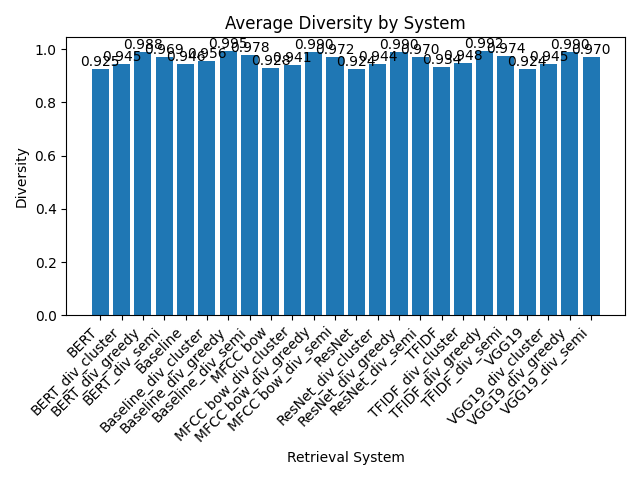 Average Diversity by System
Diversity
1.0
0.8
0.6
0.4
0.2
0.0
0.925
0.945
0.988
0.969
0.946
0.956
0.995
0.978
0.928
0.941
0.990
0.972
0.924
0.944
0.990
0.970
0.934
0.948
0.992
0.974
0.924
0.945
0.990
0.970
BERT
BERT_div_cluster
BERT_div_greedy
BERT_div_semi
Baseline
Baseline_div_cluster
Baseline_div_greedy
Baseline_div_semi
MFCC bow
MFCC bow_div_cluster
MFCC bow_div_greedy
MFCC bow_div_semi
ResNet
ResNet_div_cluster
ResNet_div_greedy
ResNet_div_semi
TFIDF
TFIDF_div_cluster
TFIDF_div_greedy
TFIDF_div_semi
VGG19
VGG19_div_cluster
VGG19_div_greedy
VGG19_div_semi
Retrieval System